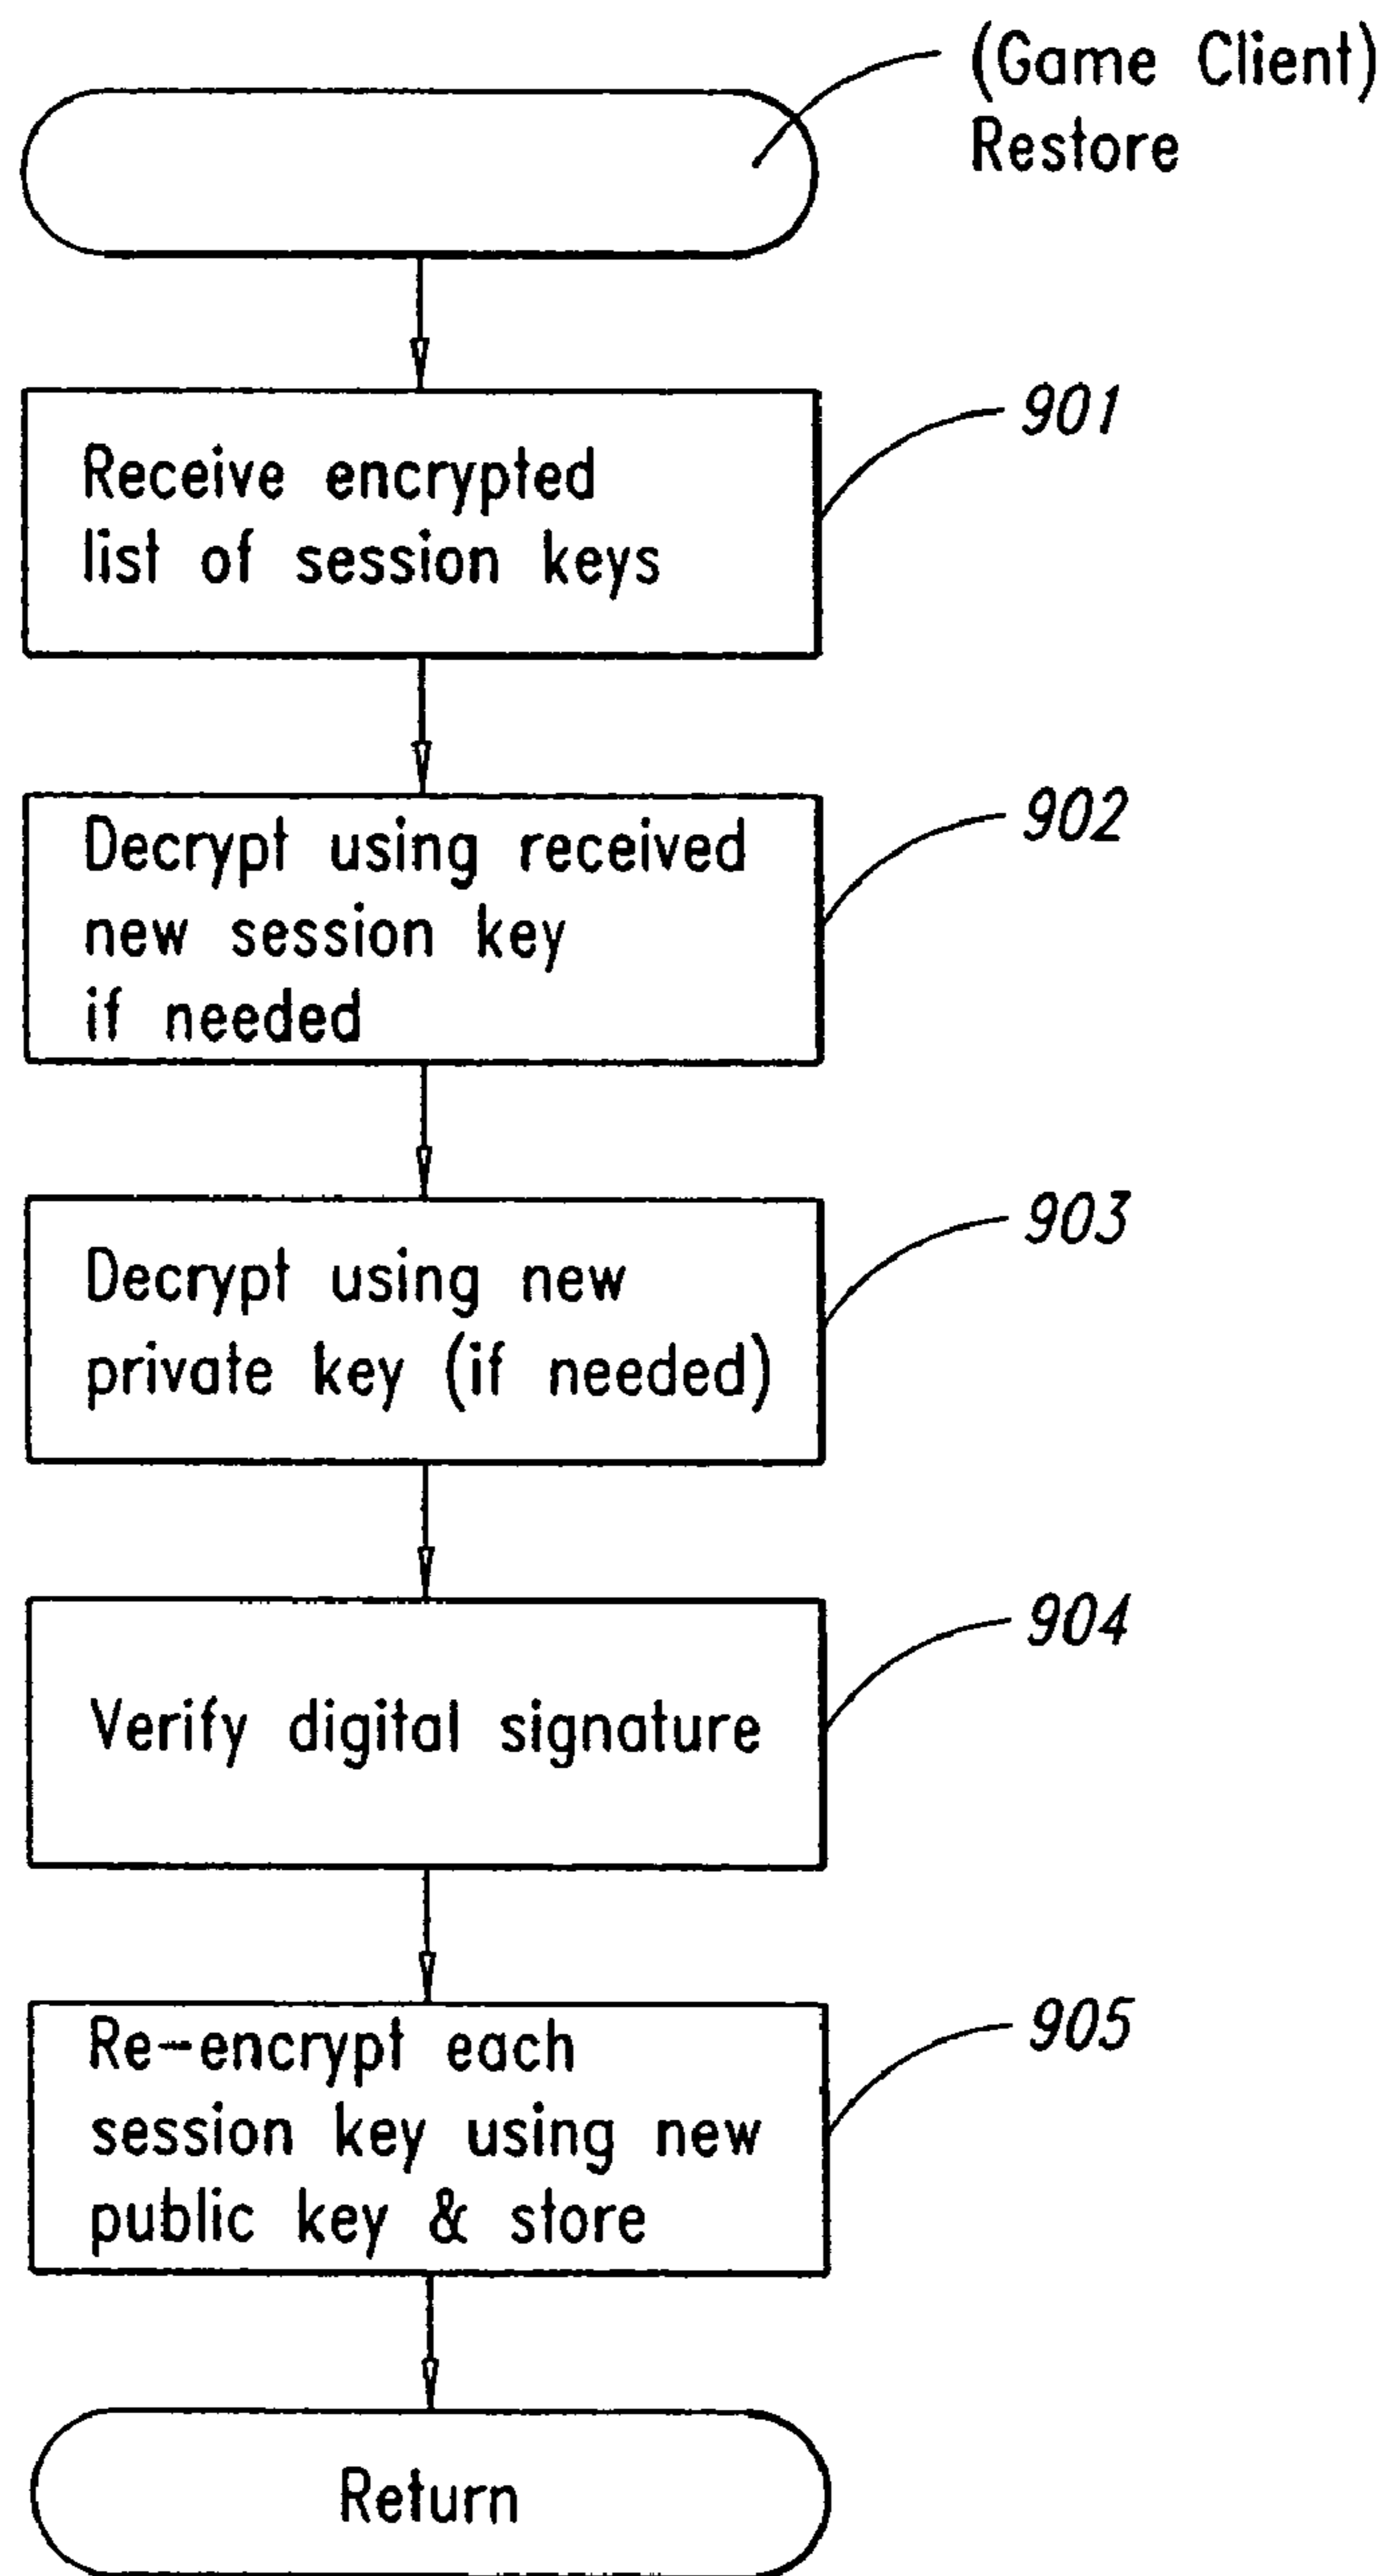 (Game Client)
Restore
901
Receive encrypted
list of session keys
902
Decrypt using received
new session key
if needed
903
Decrypt using new
private key (if needed)
904
Verify digital signature
905
Re-encrypt each
session key using new
public key & store
Return